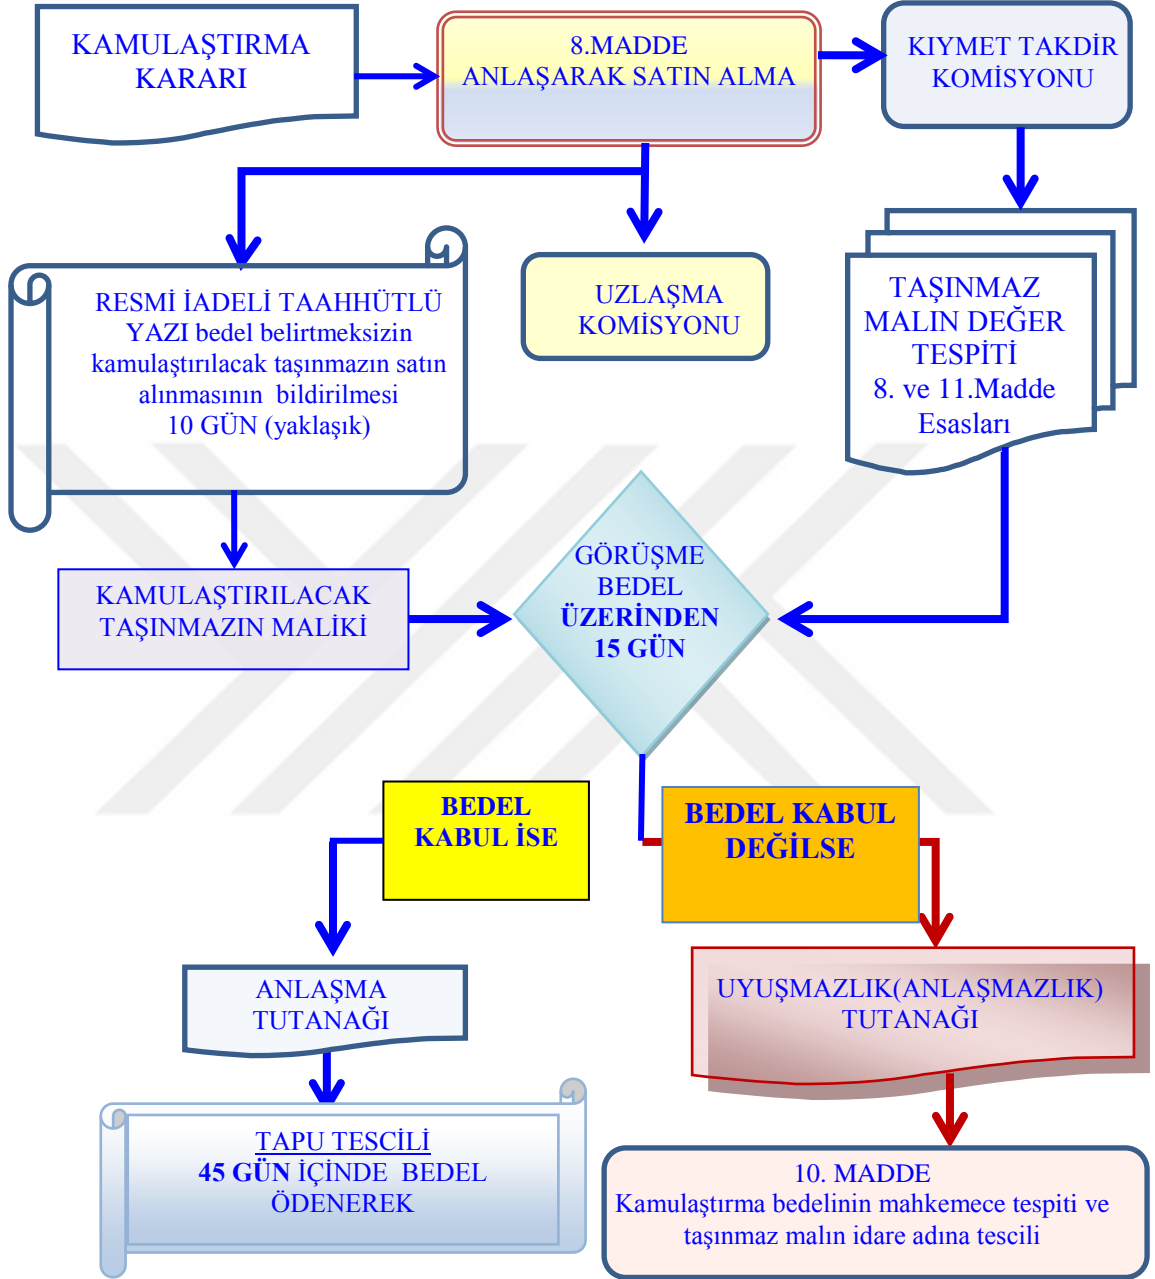 KAMULAŞTIRMA
KARARI
8.MADDE
ANLAŞARAK SATIN ALMA
KIYMET TAKDİR
KOMİSYONU
RESMİ İADELİ TAAHHÜTLÜ
YAZI bedel belirtmeksizin
kamulaştırılacak taşınmazın satın
alınmasının bildirilmesi
10 GÜN (yaklaşık)
UZLAŞMA
KOMİSYONU
TAŞINMAZ
MALIN DEĞER
TESPİTİ
8. ve 11.Madde
Esasları
KAMULAŞTIRILACAK
TAŞINMAZIN MALİKİ
GÖRÜŞME
BEDEL
ÜZERİNDEN
15 GÜN
BEDEL
KABUL İSE
BEDEL KABUL
DEĞİLSE
ANLAŞMA
TUTANAĞI
UYUŞMAZLIK(ANLAŞMAZLIK)
TUTANAĞI
TAPU TESCİLİ
45 GÜN İÇİNDE BEDEL
ÖDENEREK
10. MADDE
Kamulaştırma bedelinin mahkemece tespiti ve
taşınmaz malın idare adına tescili